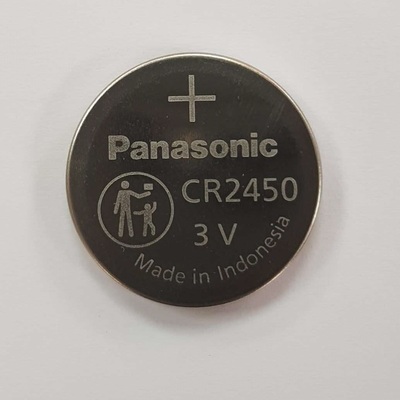 +
Panasonic
CR2450
3 V
Made in Indonesia